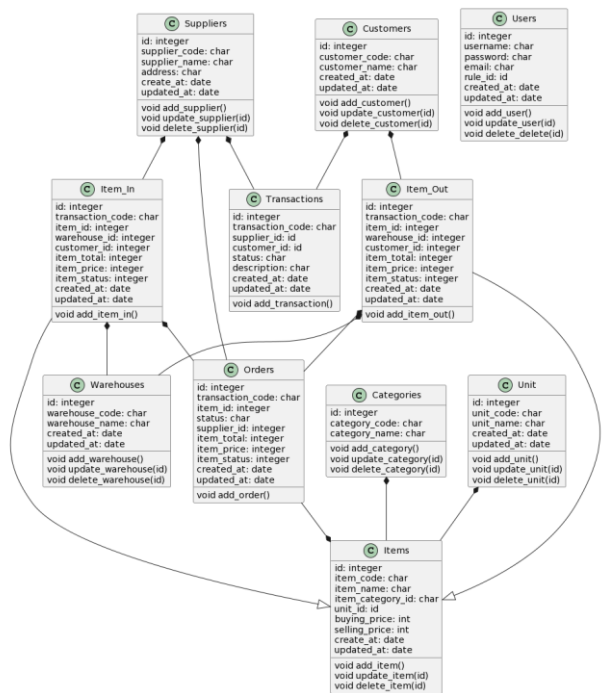 C Suppliers
id: integer
supplier_code: char
supplier_name: char
address: char
create_at: date
updated_at: date
void add_supplier()
void update_supplier(id)
void delete_supplier(id)
C Customers
id: integer
customer_code: char
customer_name: char
created_at: date
updated_at: date
void add_customer()
void update_customer(id)
void delete_customer(id)
C Users
id: integer
username: char
password: char
email: char
rule_id: id
created_at: date
updated_at: date
void add_user()
void update_user(id)
void delete_delete(id)
C Item_In
id: integer
transaction_code: char
item_id: integer
warehouse_id: integer
customer_id: integer
item_total: integer
item_price: integer
item_status: integer
created_at: date
updated_at: date
void add_item_in()
C Transactions
id: integer
transaction_code: char
supplier_id: id
customer_id: id
status: char
description: char
created_at: date
updated_at: date
void add_transaction()
C Item_Out
id: integer
transaction_code: char
item_id: integer
warehouse_id: integer
customer_id: integer
item_total: integer
item_price: integer
item_status: integer
created_at: date
updated_at: date
void add_item_out()
C Warehouses
id: integer
warehouse_code: char
warehouse_name: char
created_at: date
updated_at: date
void add_warehouse()
void update_warehouse(id)
void delete_warehouse(id)
C Orders
id: integer
transaction_code: char
item_id: integer
status: char
supplier_id: integer
item_total: integer
item_price: integer
item_status: integer
created_at: date
updated_at: date
void add_order()
C Categories
id: integer
category_code: char
category_name: char
void add_category()
void update_category(id)
void delete_category(id)
C Unit
id: integer
unit_code: char
unit_name: char
created_at: date
updated_at: date
void add_unit()
void update_unit(id)
void delete_unit(id)
C Items
id: integer
item_code: char
item_name: char
item_category_id: char
unit_id: id
buying_price: int
selling_price: int
create_at: date
updated_at: date
void add_item()
void update_item(id)
void delete_item(id)